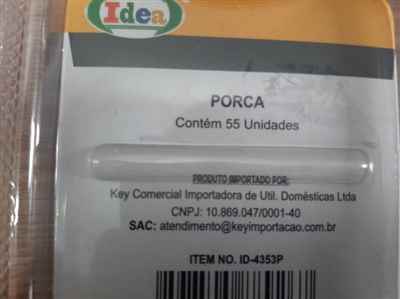 Idea
PORCA
Contém 55 Unidades
PRODUTO IMPORTADO POR:
Key Comercial Importadora de Util. Domésticas Ltda
CNPJ: 10.869.047/0001-40
SAC: atendimento@keyimportacao.com.br
ITEM NO. ID-4353P